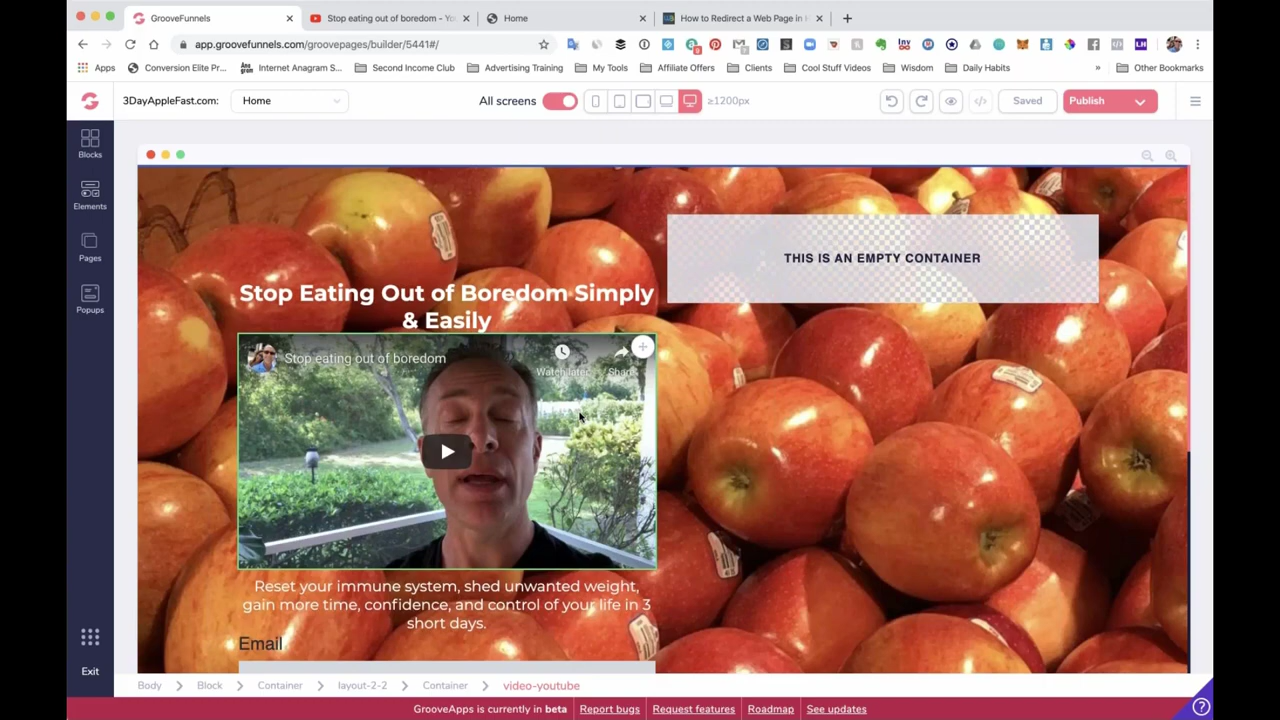 GrooveFunnels
Stop eating out of boredom - Yo
Home
How to Redirect a Web Page in H
app.groovefunnels.com/groovepages/builder/5441#/
Apps
Conversion Elite Pr...
Internet Anagram S...
Second Income Club
Advertising Training
My Tools
Affiliate Offers
Clients
Cool Stuff Videos
Wisdom
Daily Habits
»
Other Bookmarks
3DayAppleFast.com:
Home
All screens
≥1200px
Saved
Publish
Blocks
Elements
Pages
Popups
Exit
THIS IS AN EMPTY CONTAINER
Stop Eating Out of Boredom Simply
& Easily
Stop eating out of boredom
Watch later
Share
Reset your immune system, shed unwanted weight,
gain more time, confidence, and control of your life in 3
short days.
Email
Body
Block
Container
layout-2-2
Container
video-youtube
GrooveApps is currently in beta
Report bugs
Request features
Roadmap
See updates